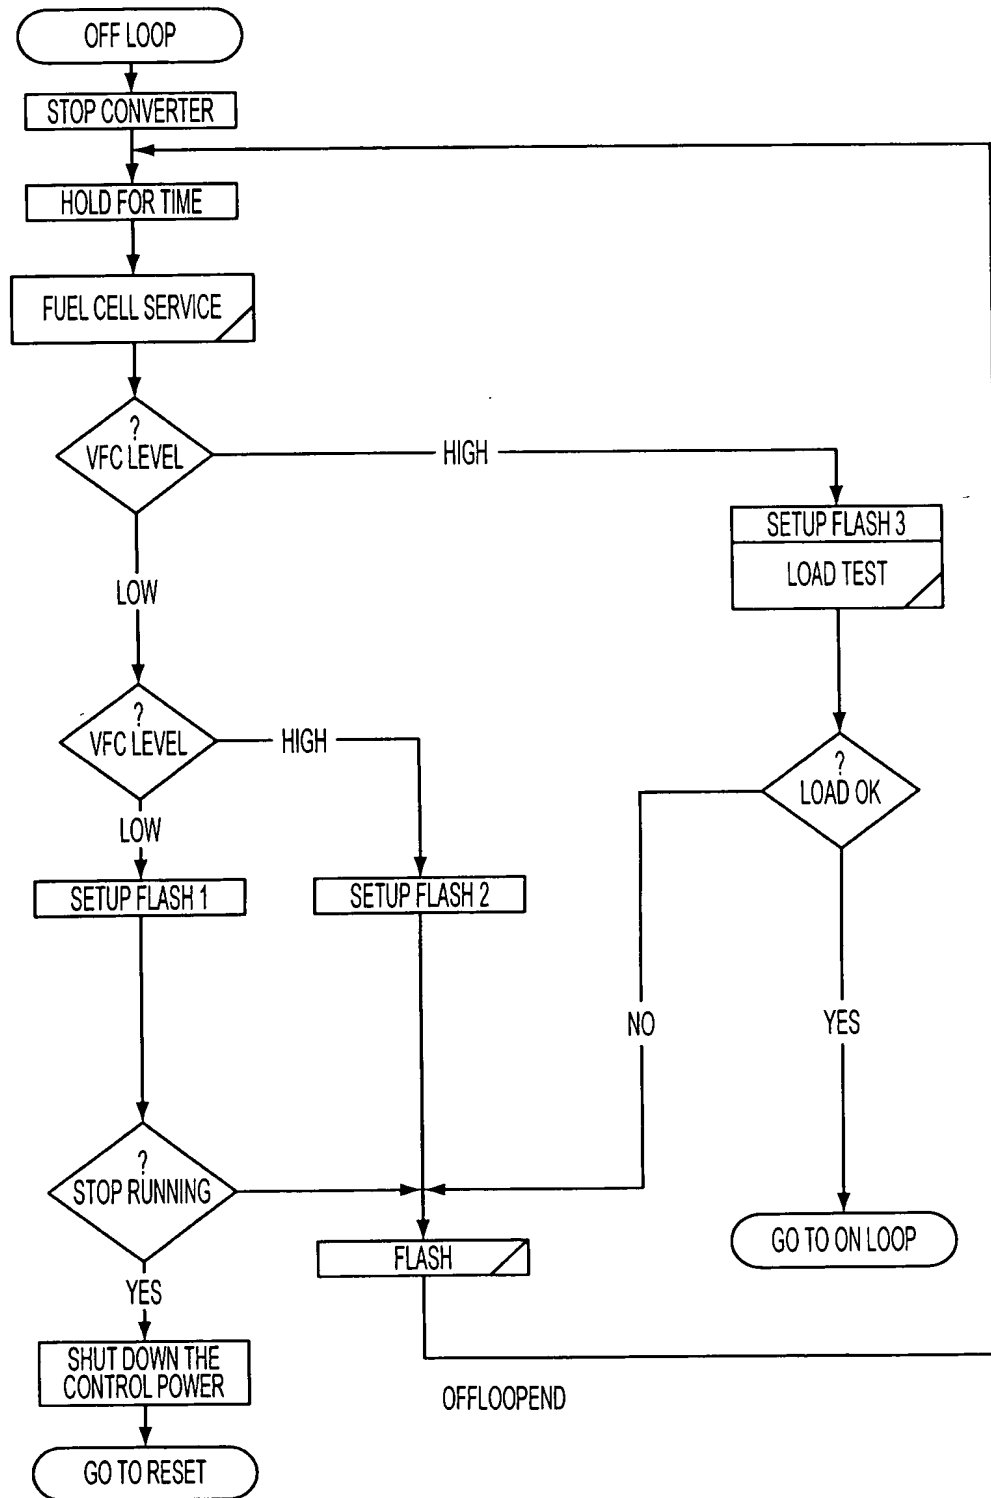 OFF LOOP
STOP CONVERTER
HOLD FOR TIME
FUEL CELL SERVICE
?
VFC LEVEL
HIGH
SETUP FLASH 3
LOAD TEST
LOW
?
VFC LEVEL
HIGH
?
LOAD OK
LOW
SETUP FLASH 1
SETUP FLASH 2
NO
YES
?
STOP RUNNING
GO TO ON LOOP
FLASH
YES
SHUT DOWN THE
CONTROL POWER
OFFLOOPEND
GO TO RESET